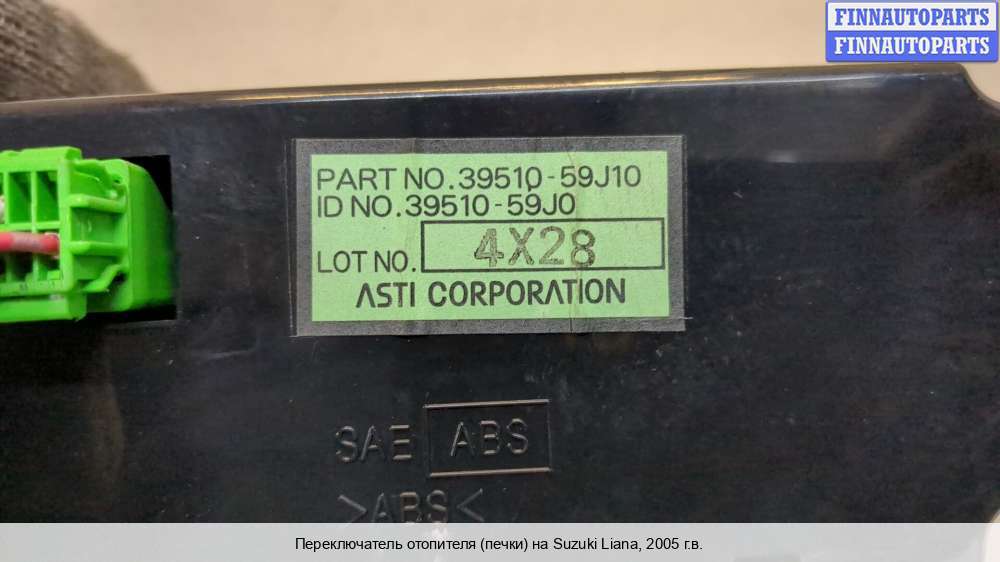 FINNAUTOPARTS
FINNAUTOPARTS
PART NO.39510-59J10
ID NO.39510-59J0
LOT NO. 4X28
ASTI CORPORATION
SAE ABS
>ABS<
Переключатель отопителя (печки) на Suzuki Liana, 2005 г.в.